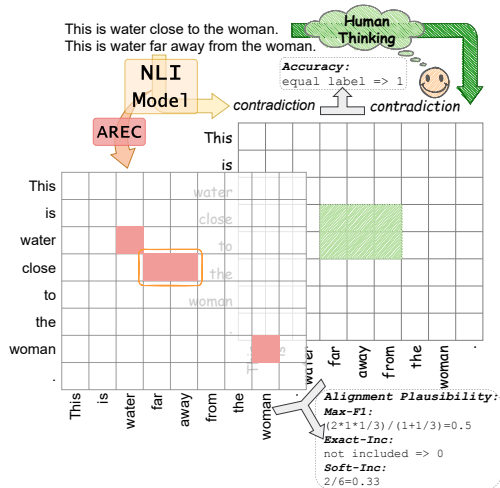 This is water close to the woman.
This is water far away from the woman.
Human
Thinking
NLI
Model
Accuracy:
equal label => 1
contradiction
contradiction
AREC
This
is
water
close
to
the
woman
.
This
is
water
close
to
the
woman
.
This
is
water
far
away
from
the
woman
.
This
is
water
far
away
from
the
woman
.
Alignment Plausibility:
Max-F1:
(2*1*1/3)/(1+1/3)=0.5
Exact-Inc:
not included => 0
Soft-Inc:
2/6=0.33